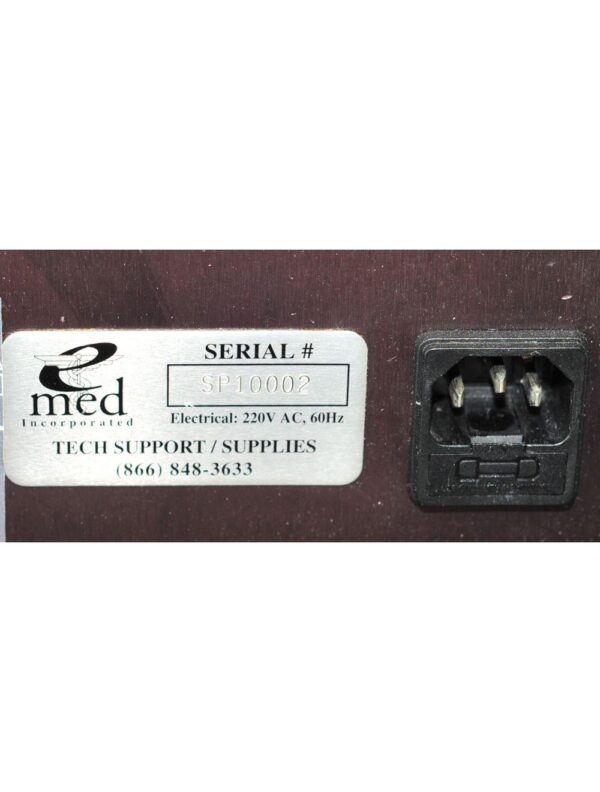 e med
Incorporated
SERIAL #
SP10002
Electrical: 220V AC, 60Hz
TECH SUPPORT / SUPPLIES
(866) 848-3633